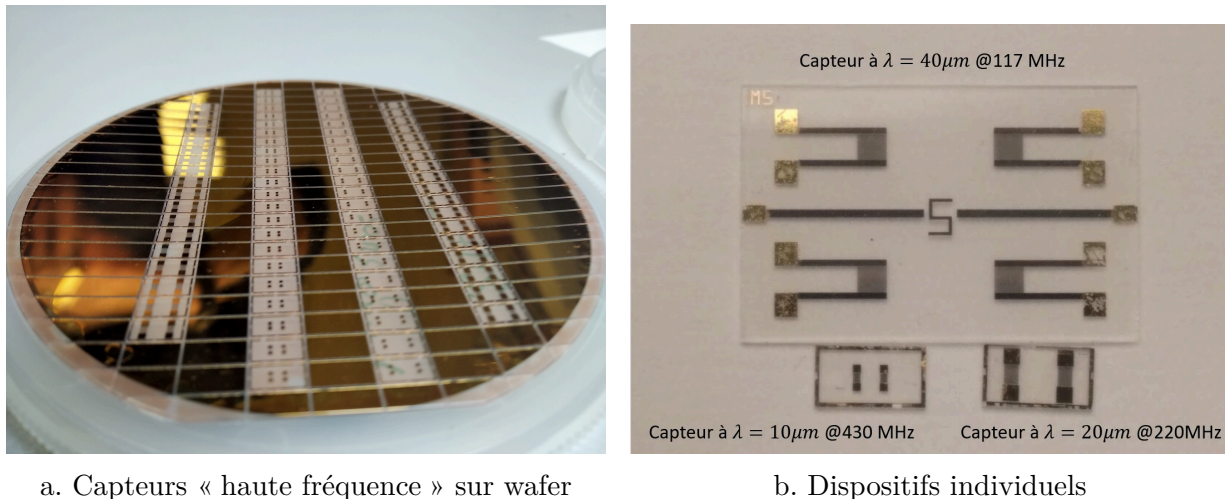 Capteur à λ = 40μm @117 MHz
MS
S
Capteur à λ = 10μm @430 MHz
Capteur à λ = 20μm @220MHz
a. Capteurs « haute fréquence » sur wafer
b. Dispositifs individuels